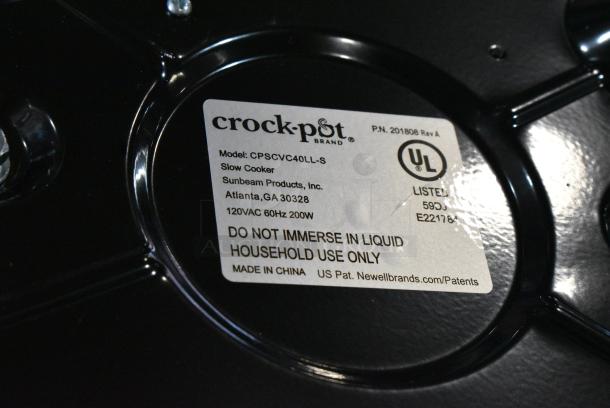 crock-pot®
BRAND
P.N. 201808 Rev A
Model: CPSCVC40LL-S
Slow Cooker
Sunbeam Products, Inc.
Atlanta, GA 30328
120VAC 60Hz 200W
UL
LISTED
E221784
DO NOT IMMERSE IN LIQUID
HOUSEHOLD USE ONLY
MADE IN CHINA US Pat. Newellbrands.com/Patents